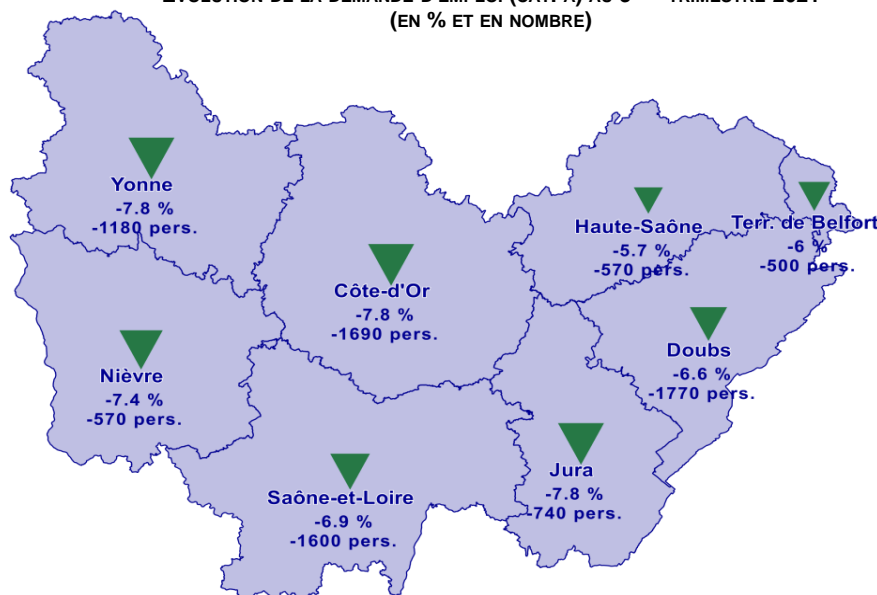 (EN % ET EN NOMBRE)
Yonne
-7.8 %
-1180 pers.
Haute-Saône
-5.7 %
-570 pers.
Terr. de Belfort
-6 %
-500 pers.
Côte-d'Or
-7.8 %
-1690 pers.
Doubs
-6.6 %
-1770 pers.
Nièvre
-7.4 %
-570 pers.
Jura
-7.8 %
-740 pers.
Saône-et-Loire
-6.9 %
-1600 pers.